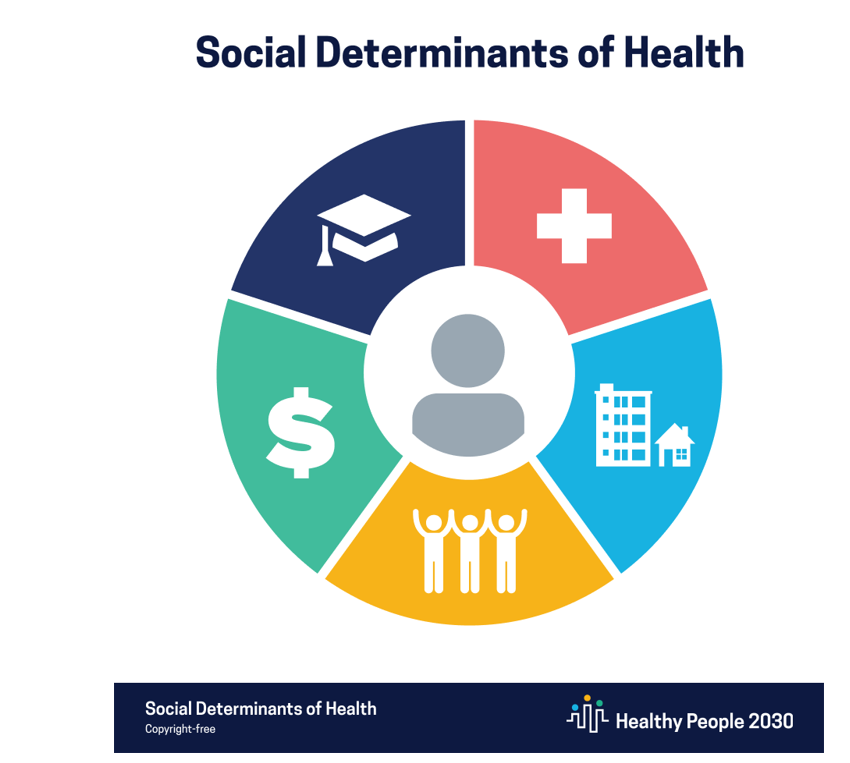 Social Determinants of Health
$
Social Determinants of Health
Copyright-free
Healthy People 2030